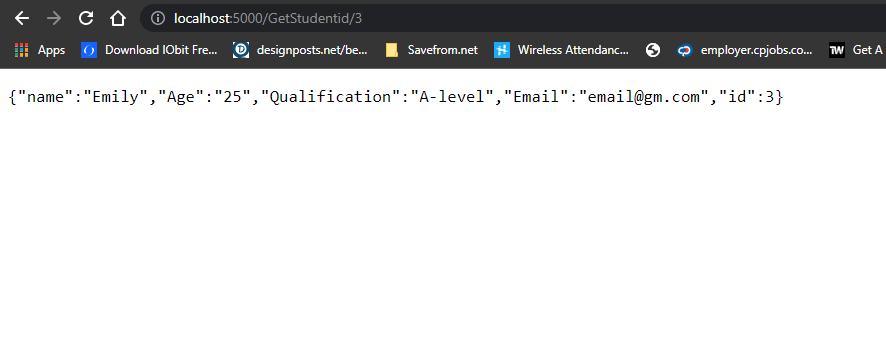 localhost:5000/GetStudentid/3
Apps Download IObit Fre... designposts.net/be... Savefrom.net Wireless Attendanc... employer.cpjobs.co... TW Get A
{"name":"Emily","Age":"25","Qualification":"A-level","Email":"email@gm.com","id":3}